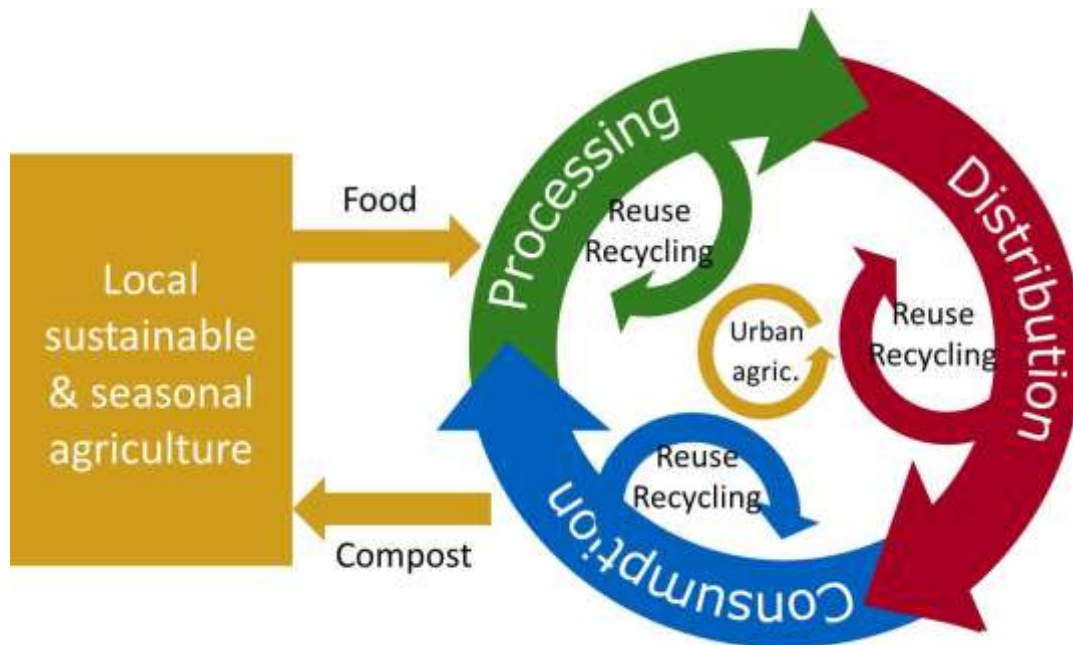 Local
sustainable
& seasonal
agriculture
Food
Compost
Processing
Reuse
Recycling
Distribution
Reuse
Recycling
Urban
agric.
Consumption
Reuse
Recycling